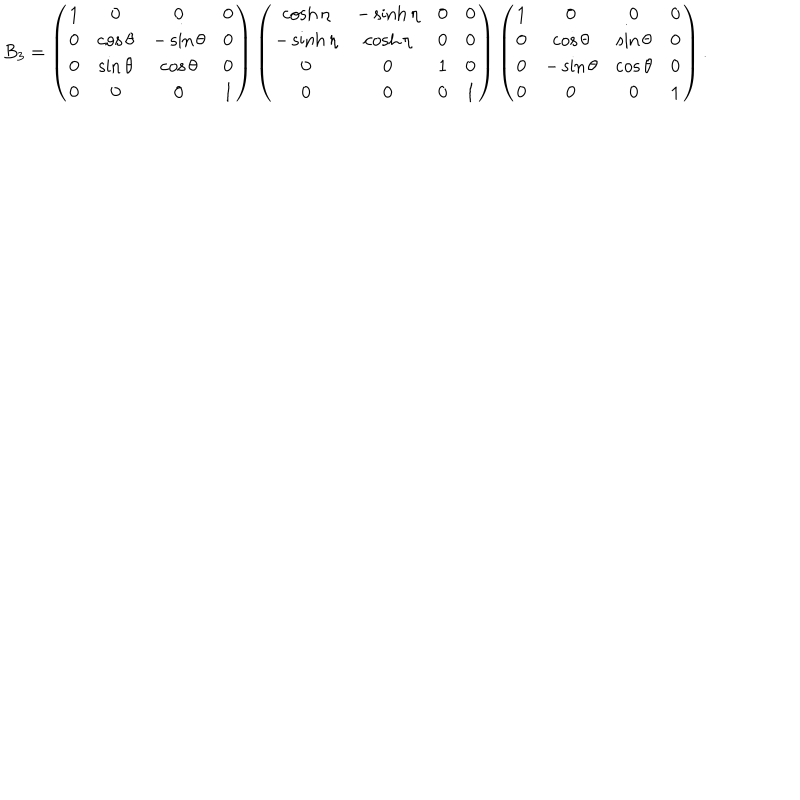 $B_3 = \begin{pmatrix} 1 & 0 & 0 & 0 \\ 0 & \cos\theta & -\sin\theta & 0 \\ 0 & \sin\theta & \cos\theta & 0 \\ 0 & 0 & 0 & 1 \end{pmatrix} \begin{pmatrix} \cosh\eta & -\sinh\eta & 0 & 0 \\ -\sinh\eta & \cosh\eta & 0 & 0 \\ 0 & 0 & 1 & 0 \\ 0 & 0 & 0 & 1 \end{pmatrix} \begin{pmatrix} 1 & 0 & 0 & 0 \\ 0 & \cos\theta & \sin\theta & 0 \\ 0 & -\sin\theta & \cos\theta & 0 \\ 0 & 0 & 0 & 1 \end{pmatrix}.$